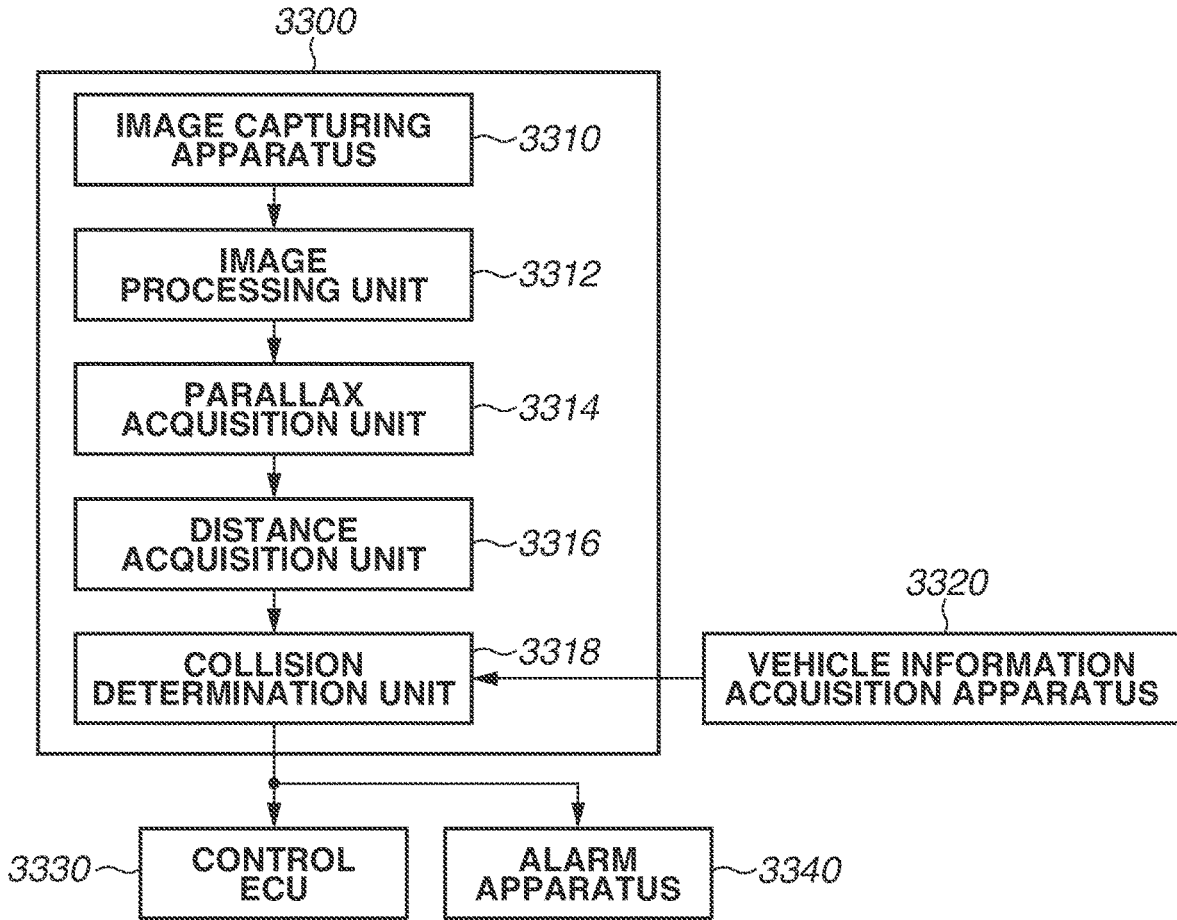 3300
IMAGE CAPTURING
APPARATUS
3310
IMAGE
PROCESSING UNIT
3312
PARALLAX
ACQUISITION UNIT
3314
DISTANCE
ACQUISITION UNIT
3316
COLLISION
DETERMINATION UNIT
3318
3320
VEHICLE INFORMATION
ACQUISITION APPARATUS
3330
CONTROL
ECU
ALARM
APPARATUS
3340